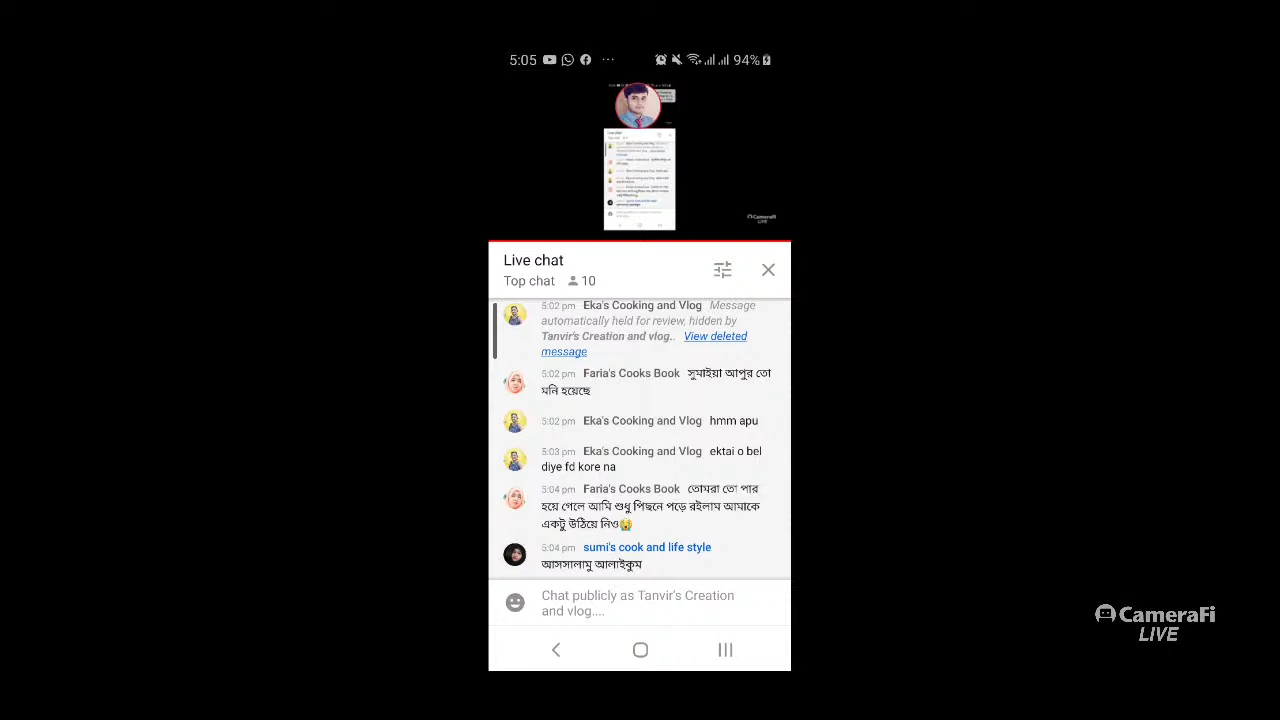 5:05 ... 94%
Live chat
Top chat 10
5:02 pm Eka's Cooking and Vlog Message
automatically held for review, hidden by
Tanvir's Creation and vlog.. View deleted
message
5:02 pm Faria's Cooks Book সুমাইয়া আপুর তো
মনি হয়েছে
5:02 pm Eka's Cooking and Vlog hmm apu
5:03 pm Eka's Cooking and Vlog ektai o bel
diye fd kore na
5:04 pm Faria's Cooks Book তোমরা তো পার
হয়ে গেলে আমি শুধু পিছনে পড়ে রইলাম আমাকে
একটু উঠিয়ে নিও😭
5:04 pm sumi's cook and life style
আসসালামু আলাইকুম
Chat publicly as Tanvir's Creation
and vlog....
CameraFi
LIVE
CameraFi
LIVE